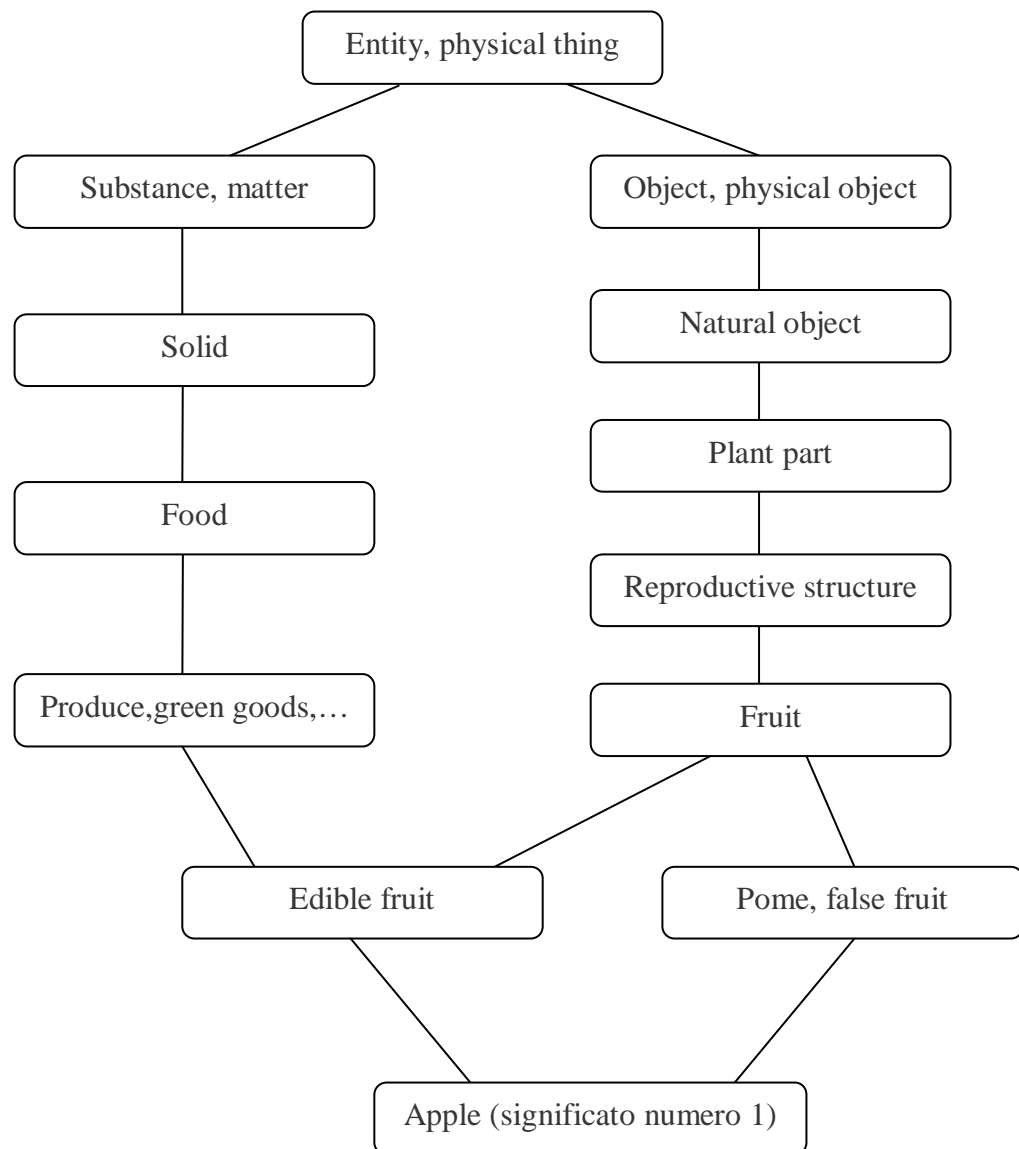 Entity, physical thing
Substance, matter
Object, physical object
Solid
Natural object
Plant part
Food
Reproductive structure
Produce,green goods,…
Fruit
Edible fruit
Pome, false fruit
Apple (significato numero 1)